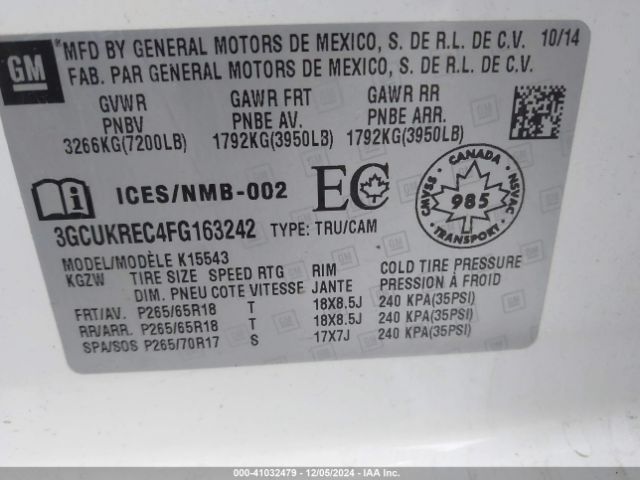 GM
MFD BY GENERAL MOTORS DE MEXICO, S. DE R.L. DE C.V. 10/14
FAB. PAR GENERAL MOTORS DE MEXICO, S. DE R.L. DE C.V.
GVWR GAWR FRT GAWR RR
PNBV PNBE AV. PNBE ARR.
3266KG(7200LB) 1792KG(3950LB) 1792KG(3950LB)
i ICES/NMB-002 EC
CANADA
CMVSS 985 NSVAC
TRANSPORT
3GCUKREC4FG163242 TYPE: TRU/CAM
MODEL/MODÈLE K15543
KGZW TIRE SIZE SPEED RTG RIM COLD TIRE PRESSURE
DIM. PNEU COTE VITESSE JANTE PRESSION À FROID
FRT/AV. P265/65R18 T 18X8.5J 240 KPA(35PSI)
RR/ARR. P265/65R18 T 18X8.5J 240 KPA(35PSI)
SPA/SOS P265/70R17 S 17X7J 240 KPA(35PSI)
000-41032479 - 12/05/2024 - IAA Inc.